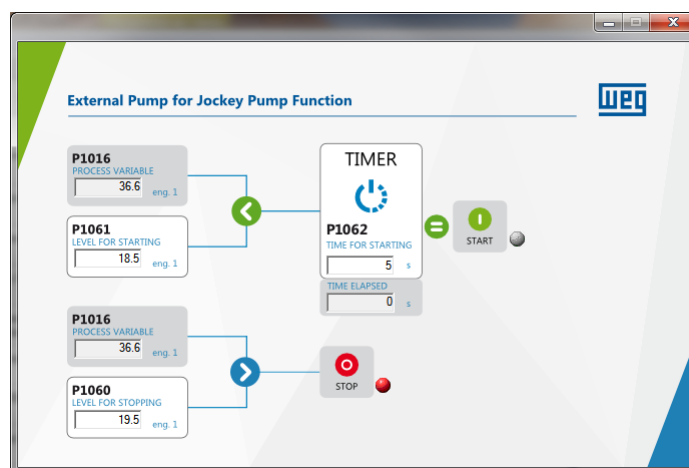 External Pump for Jockey Pump Function
weg
P1016
PROCESS VARIABLE
36.6 eng. 1
P1061
LEVEL FOR STARTING
18.5 eng. 1
TIMER
P1062
TIME FOR STARTING
5 s
TIME ELAPSED
0 s
START
P1016
PROCESS VARIABLE
36.6 eng. 1
P1060
LEVEL FOR STOPPING
19.5 eng. 1
STOP